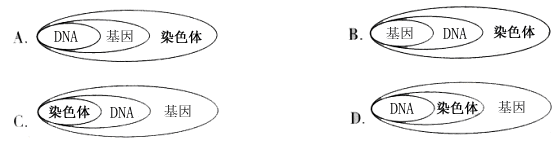 A. DNA 基因 染色体
B. 基因 DNA 染色体
C. 染色体 DNA 基因
D. DNA 染色体 基因